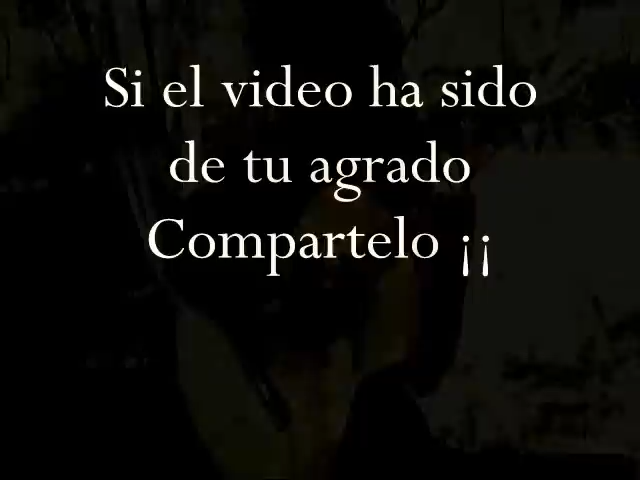 Si el video ha sido
de tu agrado
Compartelo ¡¡